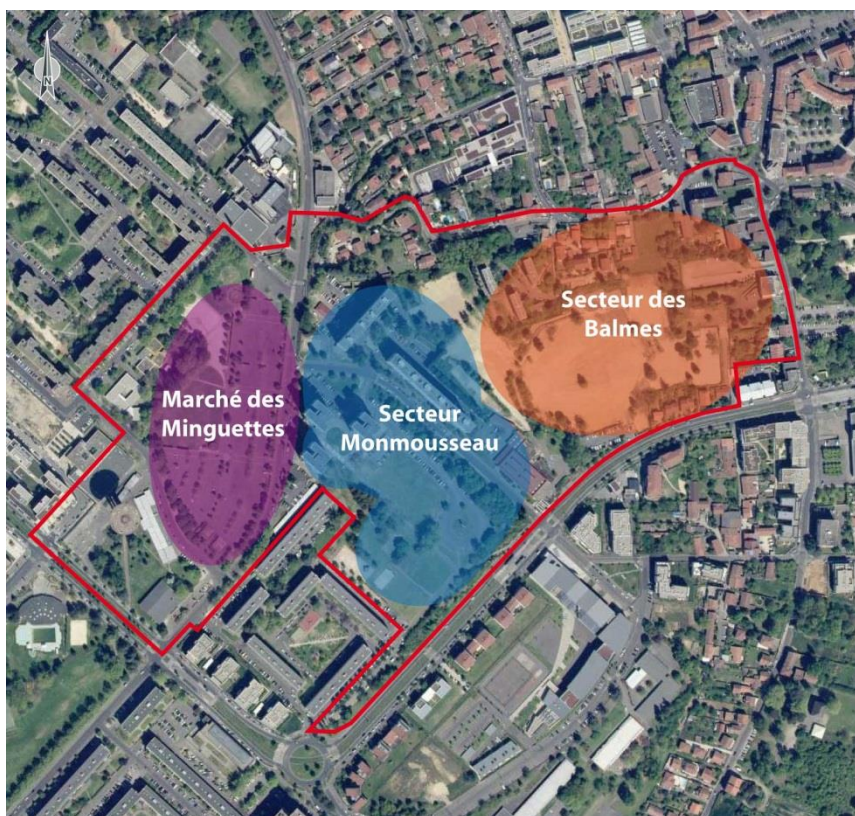 N
Secteur des
Balmes
Marché des
Minguettes
Secteur
Monmousseau